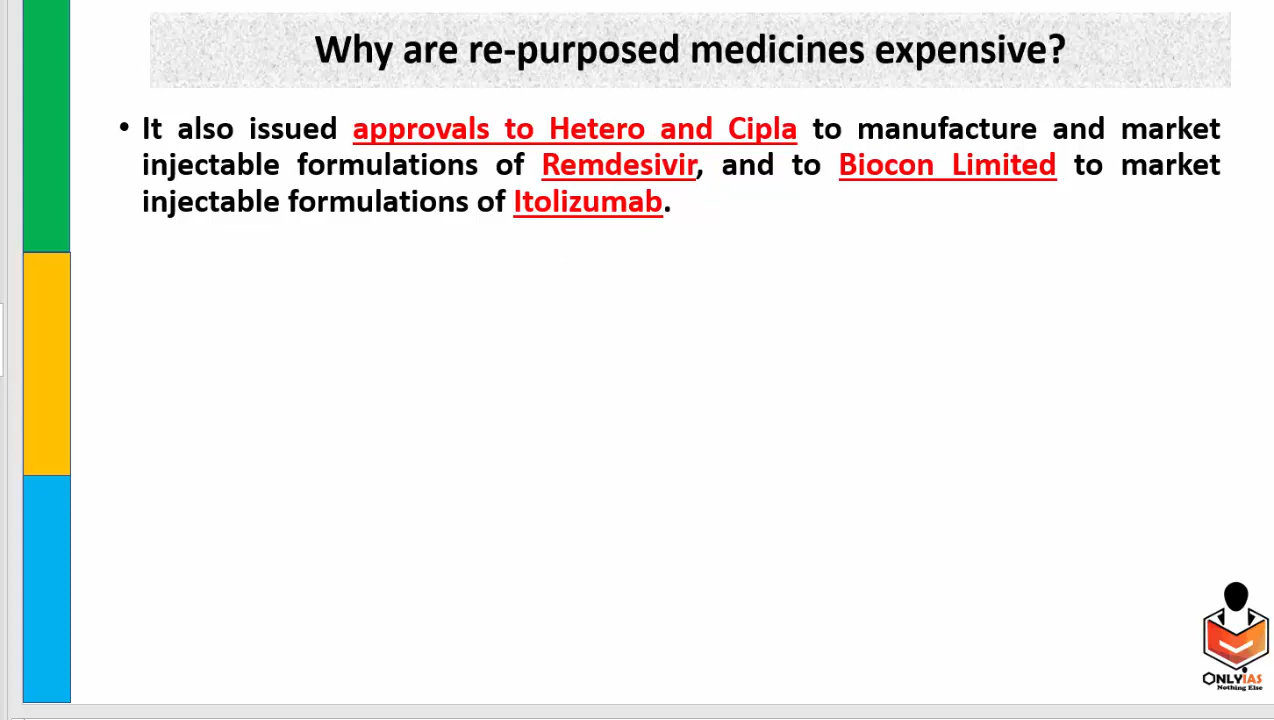 Why are re-purposed medicines expensive?
• It also issued approvals to Hetero and Cipla to manufacture and market
injectable formulations of Remdesivir, and to Biocon Limited to market
injectable formulations of Itolizumab.
ONLYIAS
Nothing Else